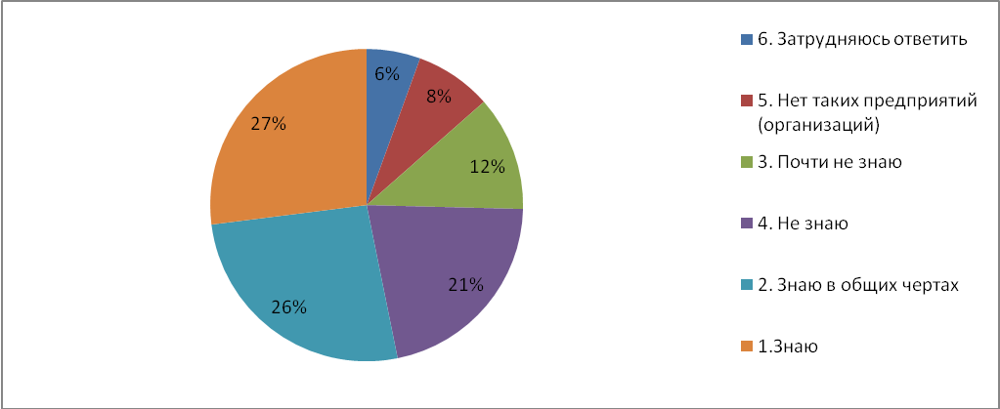 6%
8%
12%
21%
26%
27%
6. Затрудняюсь ответить
5. Нет таких предприятий
(организаций)
3. Почти не знаю
4. Не знаю
2. Знаю в общих чертах
1.Знаю